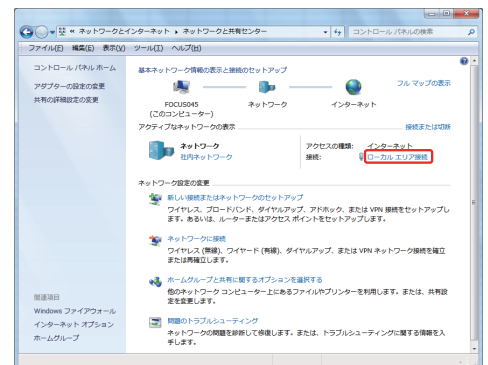 « ネットワークとインターネット ▸ ネットワークと共有センター
コントロール パネルの検索
ファイル(F) 編集(E) 表示(V) ツール(T) ヘルプ(H)
コントロール パネル ホーム
アダプターの設定の変更
共有の詳細設定の変更
基本ネットワーク情報の表示と接続のセットアップ
フル マップの表示
FOCUS045
(このコンピューター)
ネットワーク
インターネット
アクティブなネットワークの表示
接続または切断
ネットワーク
社内ネットワーク
アクセスの種類: インターネット
接続: ローカル エリア接続
ネットワーク設定の変更
新しい接続またはネットワークのセットアップ
ワイヤレス、ブロードバンド、ダイヤルアップ、アドホック、または VPN 接続をセットアップし
ます。あるいは、ルーターまたはアクセス ポイントをセットアップします。
ネットワークに接続
ワイヤレス (無線)、ワイヤード (有線)、ダイヤルアップ、または VPN ネットワーク接続を確立
または再確立します。
ホームグループと共有に関するオプションを選択する
他のネットワーク コンピューター上にあるファイルやプリンターを利用します。または、共有設
定を変更します。
問題のトラブルシューティング
ネットワークの問題を診断して修復します。または、トラブルシューティングに関する情報を入
手します。
関連項目
Windows ファイアウォール
インターネット オプション
ホームグループ